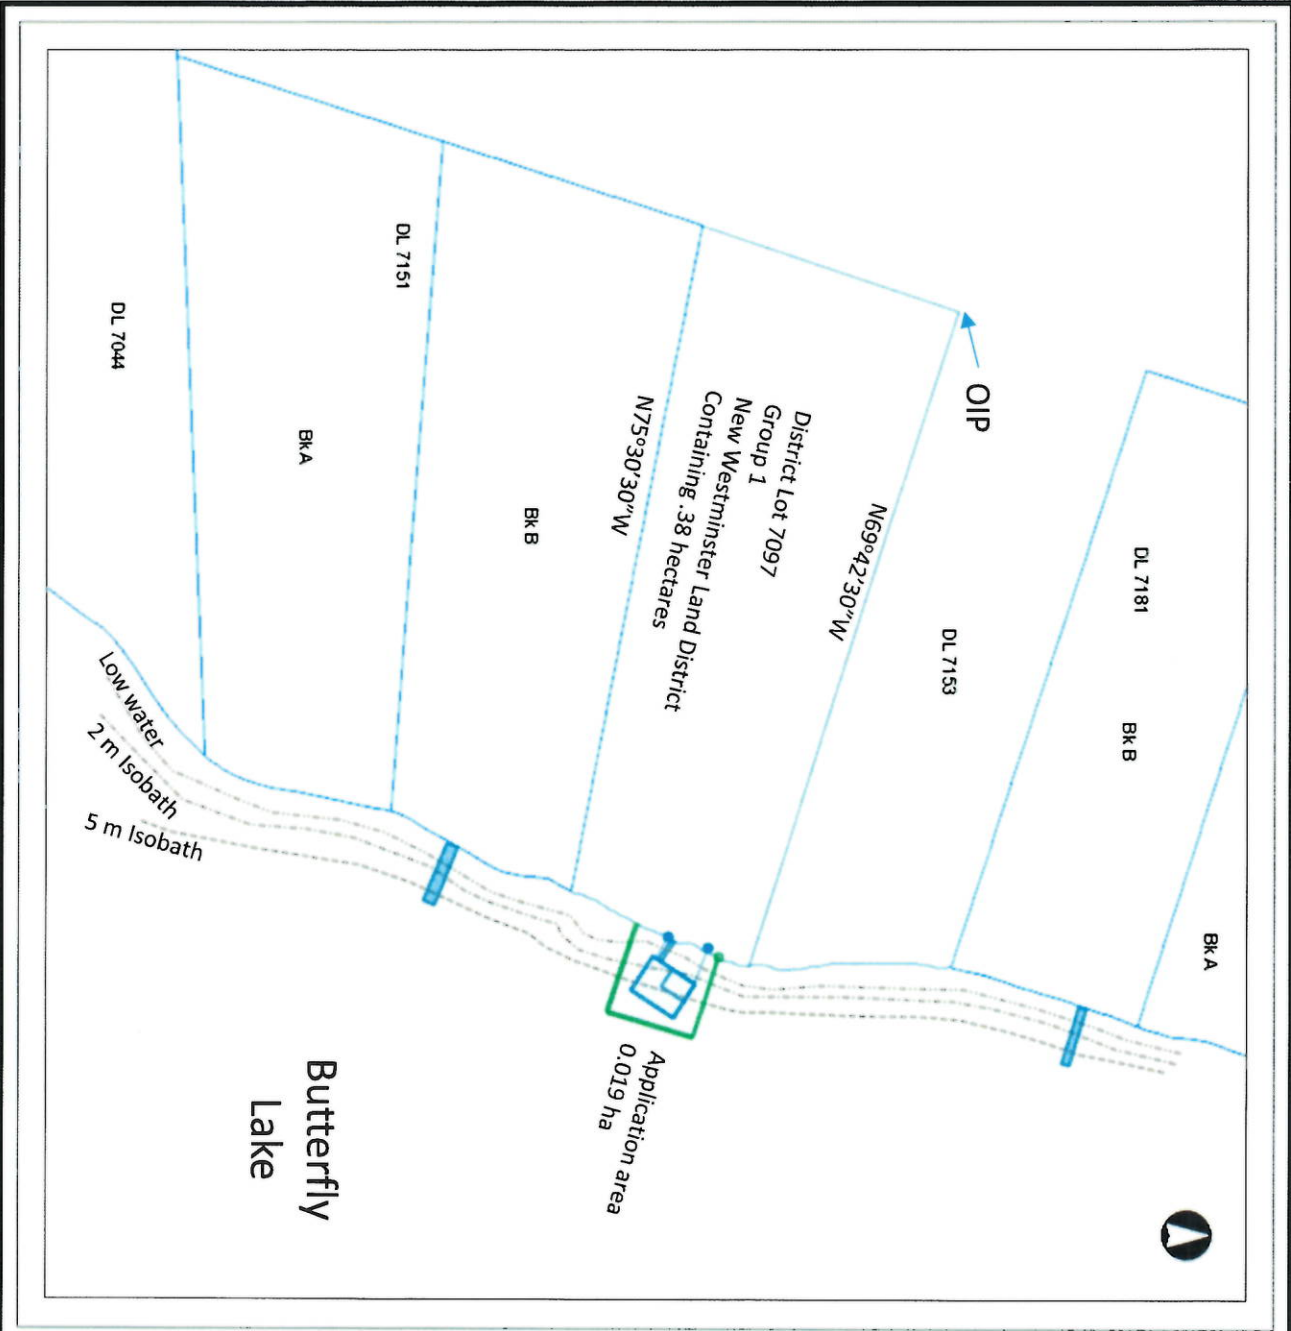 OIP
DL 7181
Bk B
Bk A
DL 7153
N69°42'30"W
District Lot 7097
Group 1
New Westminster Land District
Containing .38 hectares
N75°30'30"W
Bk B
DL 7151
Bk A
DL 7044
Low water
2 m Isobath
5 m Isobath
Application area
0.019 ha
Butterfly
Lake